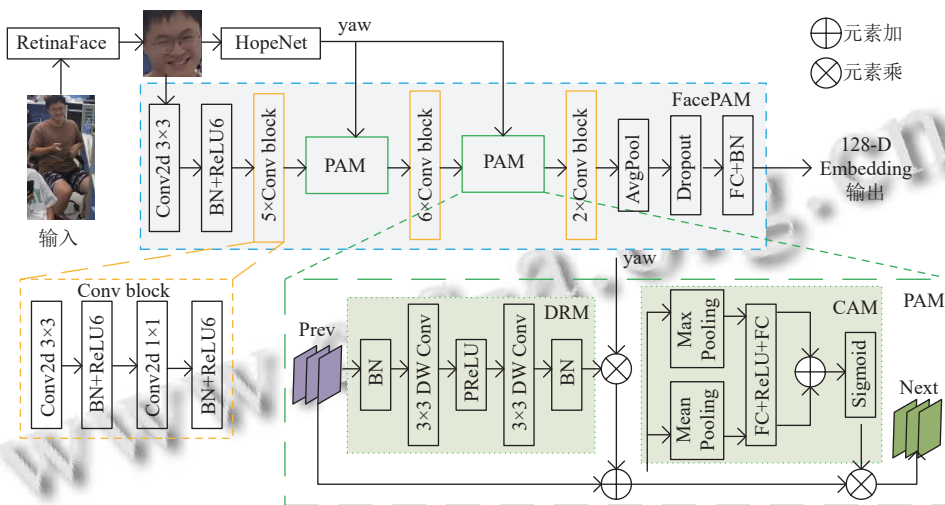 RetinaFace
HopeNet
yaw
元素加
元素乘
FacePAM
Conv2d 3×3
BN+ReLU6
5×Conv block
PAM
6×Conv block
PAM
2×Conv block
AvgPool
Dropout
FC+BN
128-D
Embedding
输出
输入
yaw
Conv block
Conv2d 3×3
BN+ReLU6
Conv2d 1×1
BN+ReLU6
PAM
Prev
DRM
BN
3×3 DW Conv
PReLU
3×3 DW Conv
BN
CAM
Max
Pooling
Mean
Pooling
FC+ReLU+FC
Sigmoid
Next